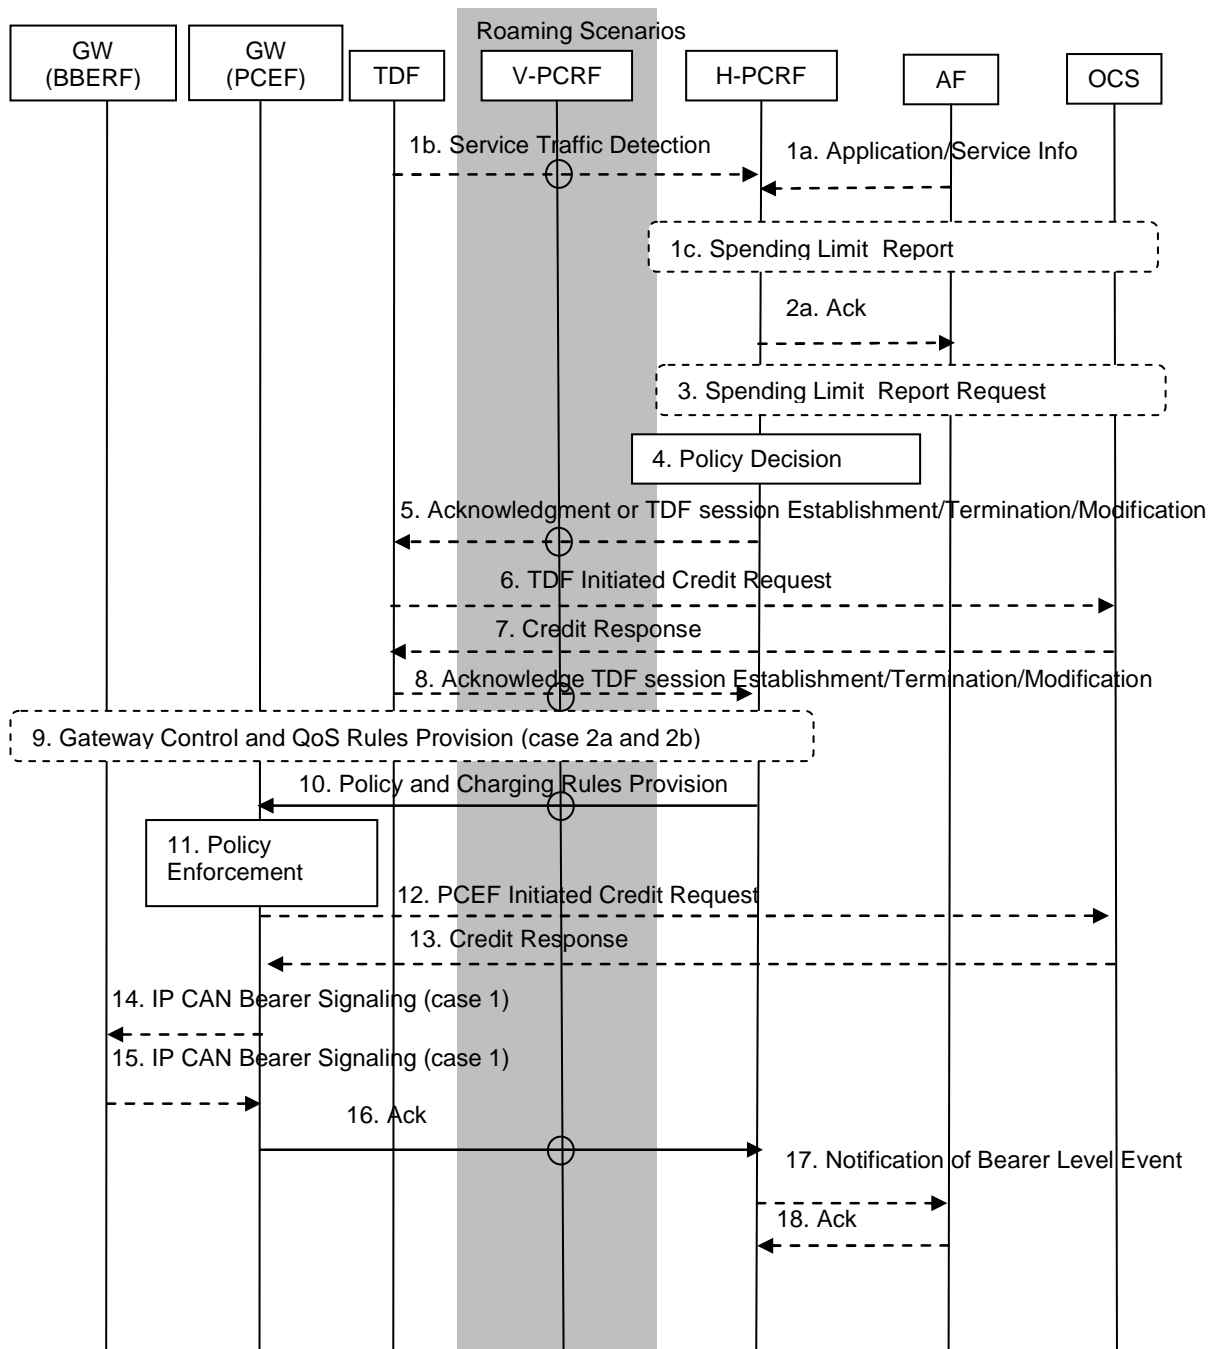 Roaming Scenarios
GW
(BBERF)
GW
(PCEF)
TDF
V-PCRF
H-PCRF
AF
OCS
1b. Service Traffic Detection
1a. Application/Service Info
1c. Spending Limit  Report
2a. Ack
3. Spending Limit  Report Request
4. Policy Decision
5. Acknowledgment or TDF session Establishment/Termination/Modification
6. TDF Initiated Credit Request
7. Credit Response
8. Acknowledge TDF session Establishment/Termination/Modification
9. Gateway Control and QoS Rules Provision (case 2a and 2b)
10. Policy and Charging Rules Provision
11. Policy
Enforcement
12. PCEF Initiated Credit Request
13. Credit Response
14. IP CAN Bearer Signaling (case 1)
15. IP CAN Bearer Signaling (case 1)
16. Ack
17. Notification of Bearer Level Event
18. Ack